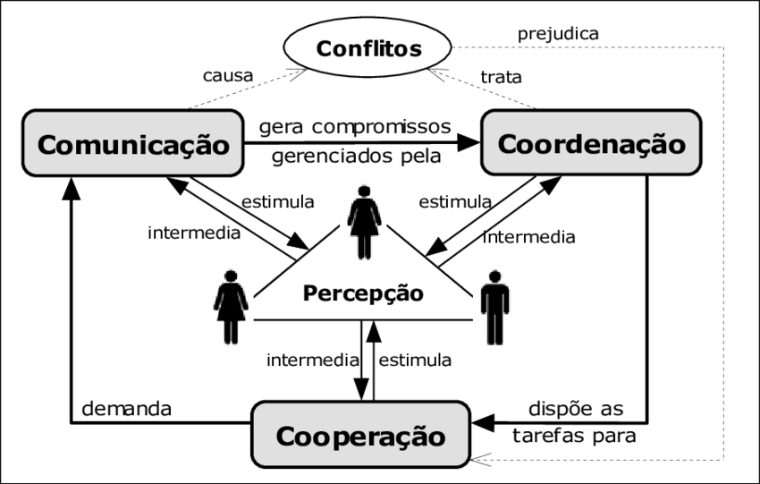 prejudica
Conflitos
causa
trata
gera compromissos
Comunicação
Coordenação
gerenciados pela
estimula
estimula
intermedia
intermedia
Percepção
intermedia
estimula
demanda
dispõe as
Cooperação
tarefas para